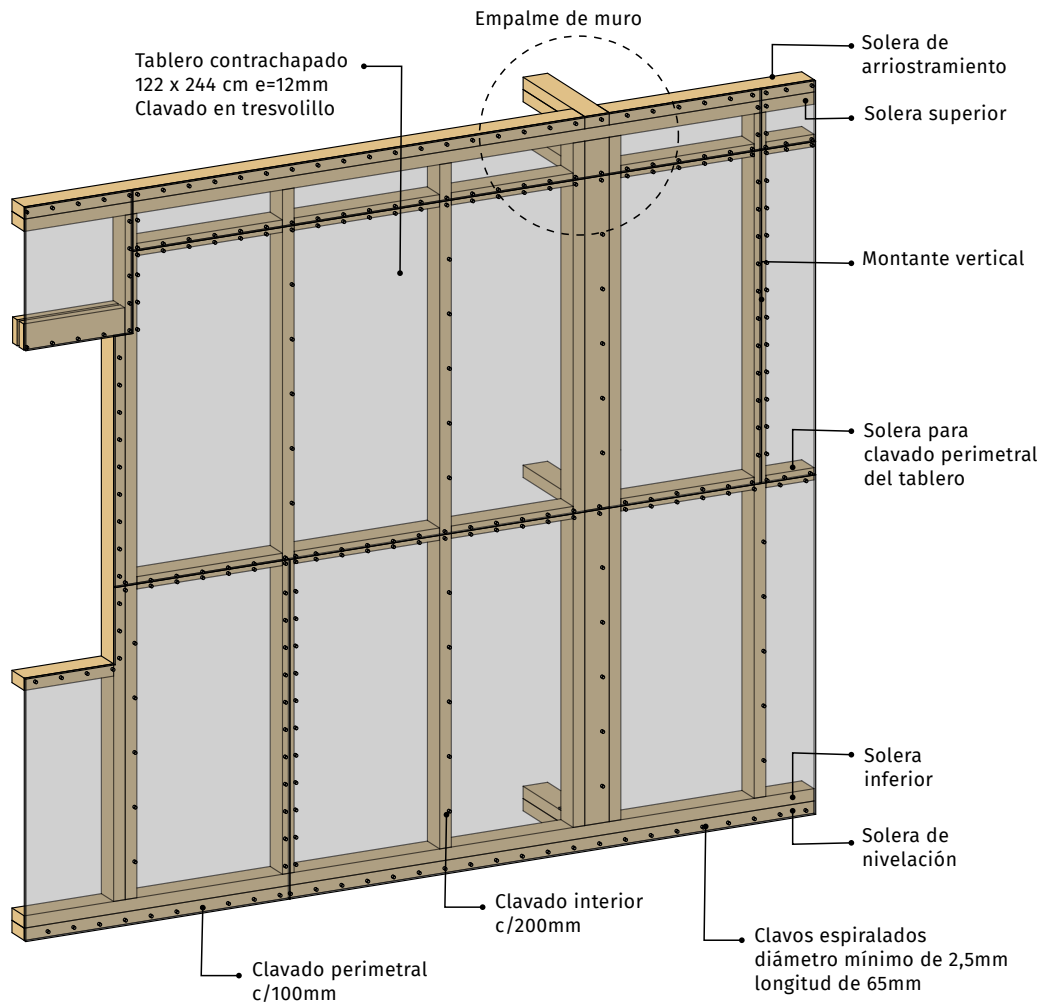 Empalme de muro
Tablero contrachapado
122 x 244 cm e=12mm
Clavado en tresvolillo
Solera de
arriostramiento
Solera superior
Montante vertical
Solera para
clavado perimetral
del tablero
Solera
inferior
Solera de
nivelación
Clavado interior
c/200mm
Clavos espiralados
diámetro mínimo de 2,5mm
longitud de 65mm
Clavado perimetral
c/100mm